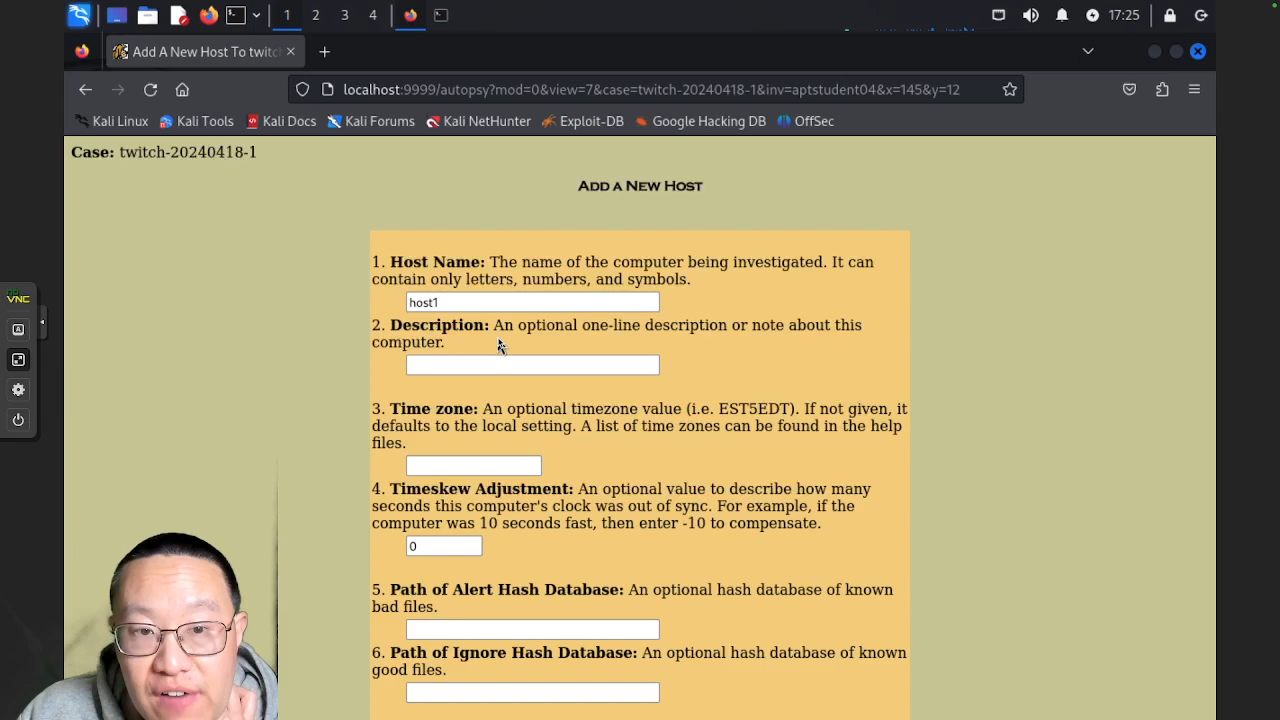 1
2
3
4
17:25
Add A New Host To twitc
localhost:9999/autopsy?mod=0&view=7&case=twitch-20240418-1&inv=aptstudent04&x=145&y=12
Kali Linux
Kali Tools
Kali Docs
Kali Forums
Kali NetHunter
Exploit-DB
Google Hacking DB
OffSec
Case: twitch-20240418-1
Add a New Host
1. Host Name: The name of the computer being investigated. It can
contain only letters, numbers, and symbols.
host1
2. Description: An optional one-line description or note about this
computer.
3. Time zone: An optional timezone value (i.e. EST5EDT). If not given, it
defaults to the local setting. A list of time zones can be found in the help
files.
4. Timeskew Adjustment: An optional value to describe how many
seconds this computer's clock was out of sync. For example, if the
computer was 10 seconds fast, then enter -10 to compensate.
0
5. Path of Alert Hash Database: An optional hash database of known
bad files.
6. Path of Ignore Hash Database: An optional hash database of known
good files.
no
VNC
A